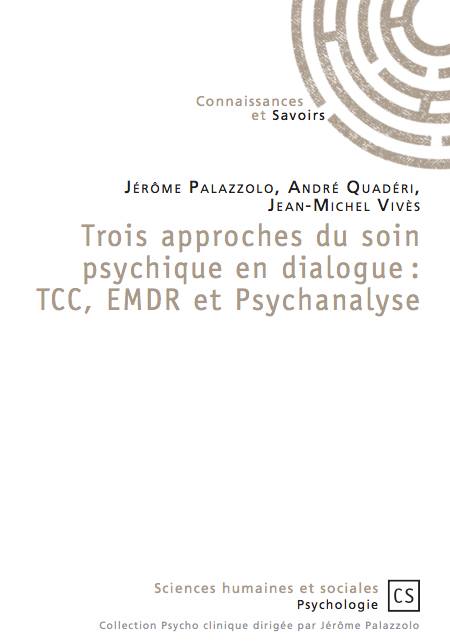 Connaissances
et Savoirs
Jérôme Palazzolo, André Quadéri,
Jean-Michel Vivès
Trois approches du soin
psychique en dialogue :
TCC, EMDR et Psychanalyse
Sciences humaines et sociales
Psychologie
CS
Collection Psycho clinique dirigée par Jérôme Palazzolo